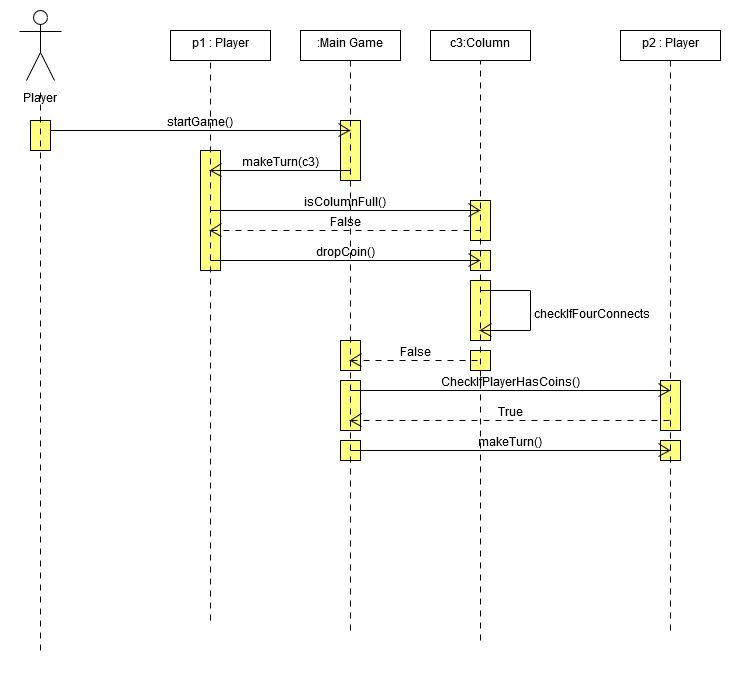 p1 : Player
:Main Game
c3:Column
p2 : Player
Player
startGame()
makeTurn(c3)
isColumnFull()
False
dropCoin()
checkIfFourConnects
False
CheckIfPlayerHasCoins()
True
makeTurn()